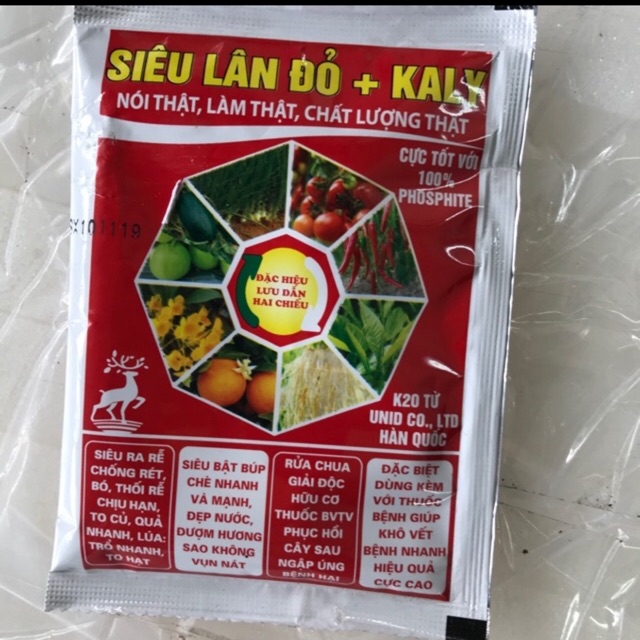 SIÊU LÂN ĐỎ + KALY
NÓI THẬT, LÀM THẬT, CHẤT LƯỢNG THẬT
CỰC TỐT VỚI
100%
PHOSPHITE
ĐẶC HIỆU
LƯU DẪN
HAI CHIỀU
K20 TỪ
UNID CO., LTD
HÀN QUỐC
SIÊU RA RỄ
CHỐNG RÉT,
BÓ, THỐI RỄ,
CHỊU HẠN,
TO CỦ, QUẢ
NHANH, LÚA:
TRỔ NHANH,
TO HẠT
SIÊU BẬT BÚP
CHÈ NHANH
VÀ MẠNH,
ĐẸP NƯỚC,
ĐƯỢM HƯƠNG
SAO KHÔNG
VỤN NÁT
RỬA CHUA
GIẢI ĐỘC
HỮU CƠ
THUỐC BVTV
PHỤC HỒI
CÂY SAU
NGẬP ÚNG
BỆNH HẠI
ĐẶC BIỆT
DÙNG KÈM
VỚI THUỐC
BỆNH GIÚP
KHÔ VẾT
BỆNH NHANH
HIỆU QUẢ
CỰC CAO